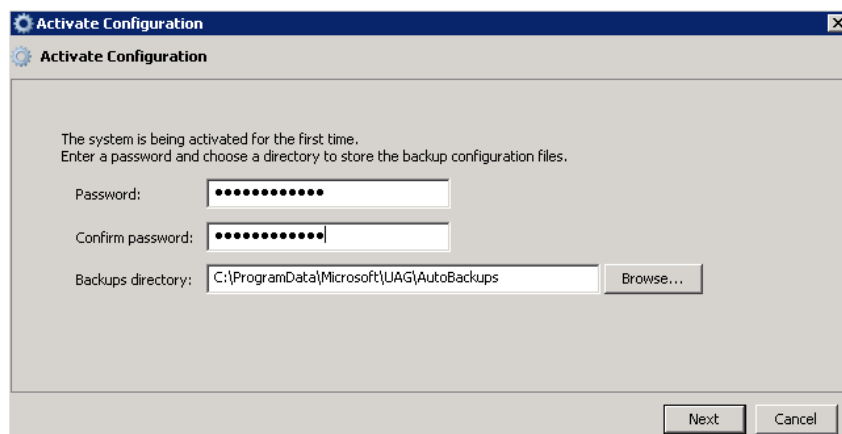 Activate Configuration
Activate Configuration
The system is being activated for the first time.
Enter a password and choose a directory to store the backup configuration files.
Password: ●●●●●●●●●●●●
Confirm password: ●●●●●●●●●●●●
Backups directory: C:\ProgramData\Microsoft\UAG\AutoBackups Browse...
Next Cancel